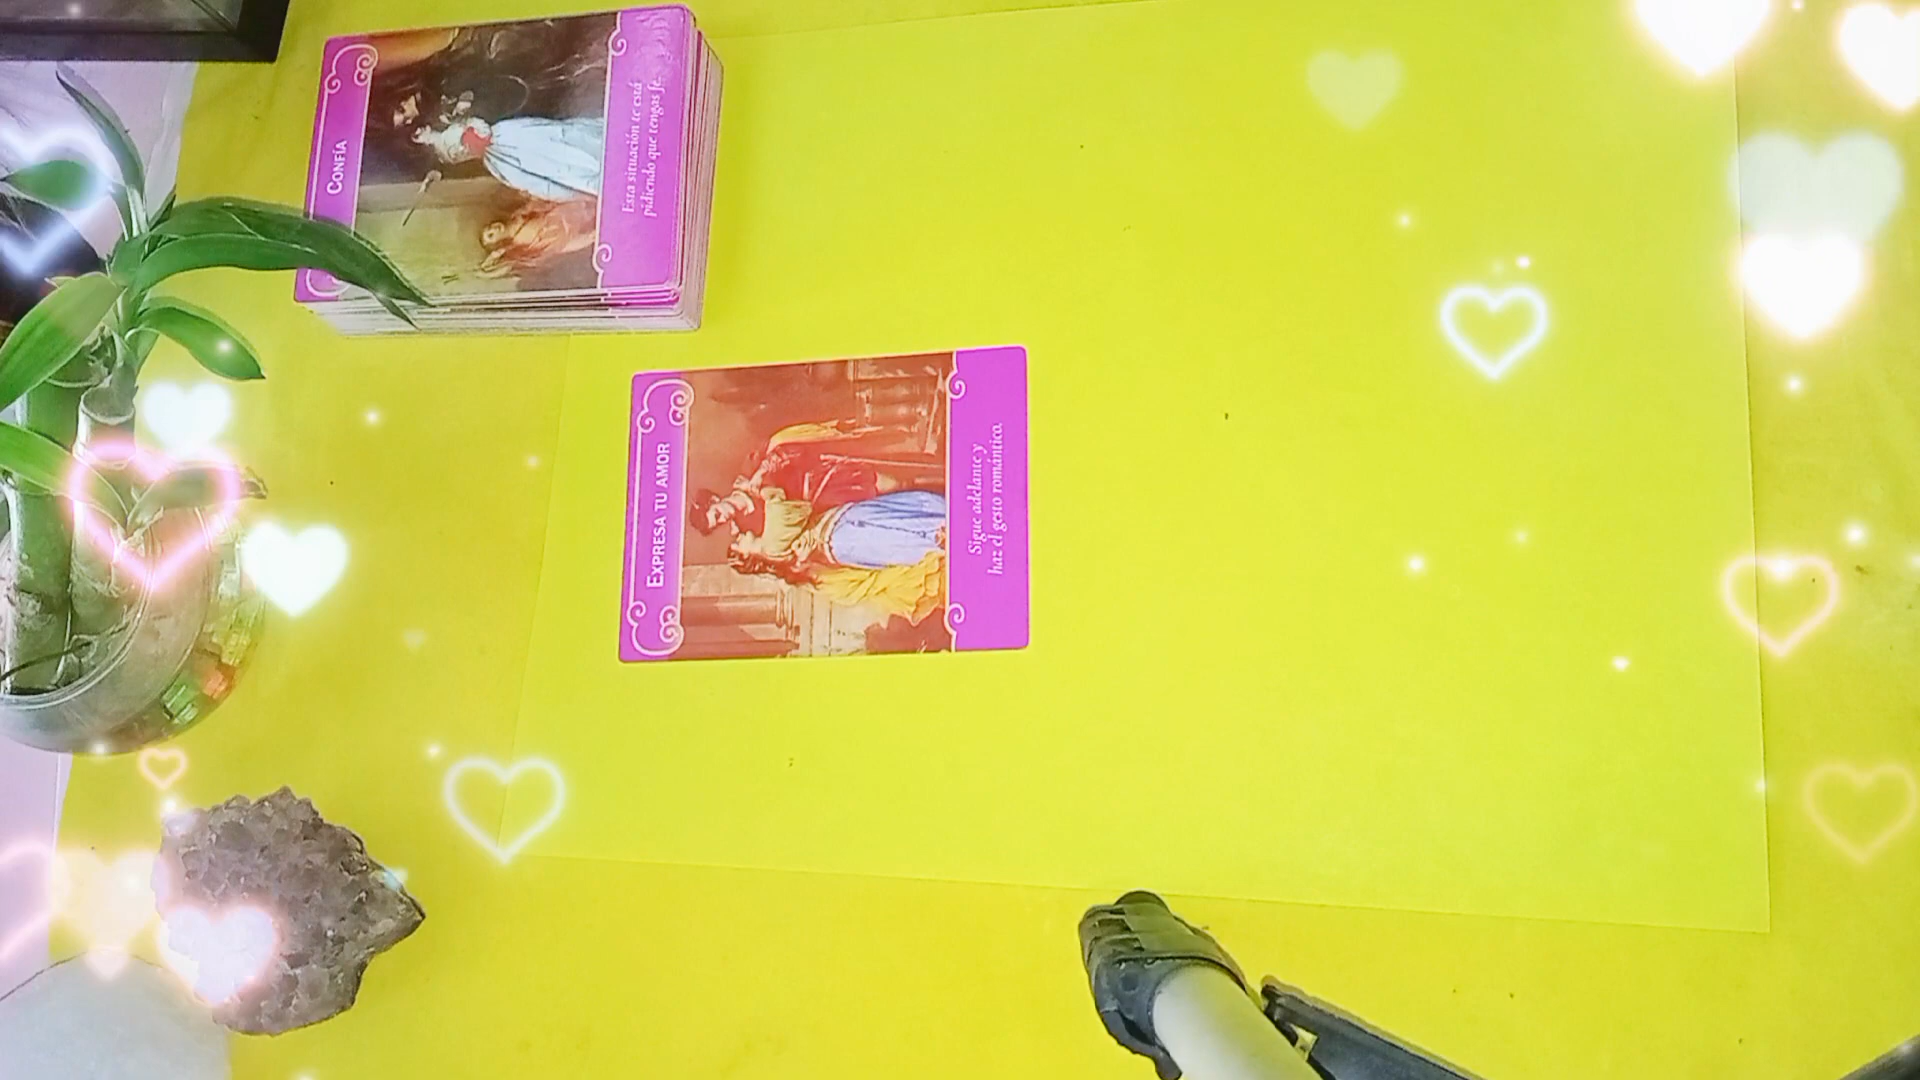 CONFÍA
Esta situación te está
pidiendo que tengas fe.
EXPRESA TU AMOR
Sigue adelante y
haz el gesto romántico.